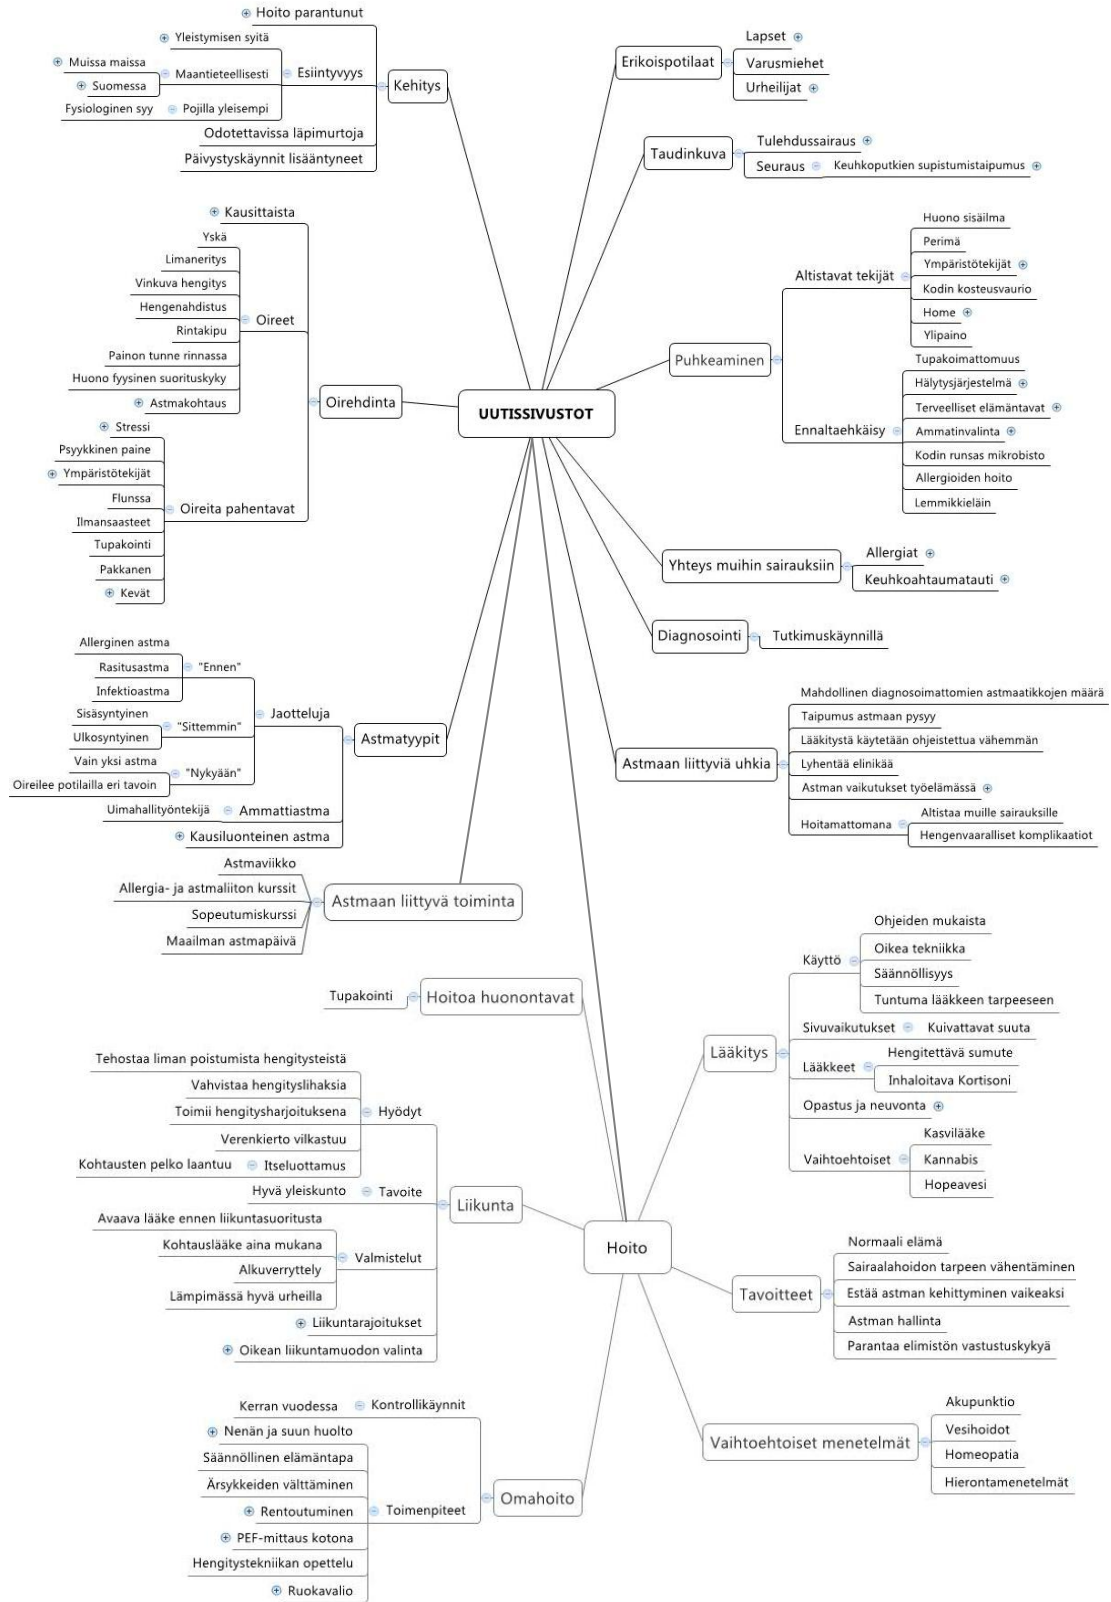 UUTISSIVUSTOT
Kehitys
Hoito parantunut
Esiintyvyys
Yleistymisen syitä
Maantieteellisesti
Muissa maissa
Suomessa
Pojilla yleisempi
Fysiologinen syy
Odotettavissa läpimurtoja
Päivystyskäynnit lisääntyneet
Oirehdinta
Kausittaista
Oireet
Yskä
Limaneritys
Vinkuva hengitys
Hengenahdistus
Rintakipu
Painon tunne rinnassa
Huono fyysinen suorituskyky
Astmakohtaus
Oireita pahentavat
Stressi
Psyykkinen paine
Ympäristötekijät
Flunssa
Ilmansaasteet
Tupakointi
Pakkanen
Kevät
Astmatyypit
Jaotteluja
"Ennen"
Allerginen astma
Rasitusastma
Infektioastma
"Sittemmin"
Sisäsyntyinen
Ulkosyntyinen
"Nykyään"
Vain yksi astma
Oireilee potilailla eri tavoin
Ammattiastma
Uimahallityöntekijä
Kausiluonteinen astma
Astmaan liittyvä toiminta
Astmaviikko
Allergia- ja astmaliiton kurssit
Sopeutumiskurssi
Maailman astmapäivä
Erikoispotilaat
Lapset
Varusmiehet
Urheilijat
Taudinkuva
Tulehdussairaus
Seuraus
Keuhkoputkien supistumistaipumus
Puhkeaminen
Altistavat tekijät
Huono sisäilma
Perimä
Ympäristötekijät
Kodin kosteusvaurio
Home
Ylipaino
Ennaltaehkäisy
Tupakoimattomuus
Hälytysjärjestelmä
Terveelliset elämäntavat
Ammatinvalinta
Kodin runsas mikrobisto
Allergioiden hoito
Lemmikkieläin
Yhteys muihin sairauksiin
Allergiat
Keuhkoahtaumatauti
Diagnosointi
Tutkimuskäynnillä
Astmaan liittyviä uhkia
Mahdollinen diagnosoimattomien astmaatikkojen määrä
Taipumus astmaan pysyy
Lääkitystä käytetään ohjeistettua vähemmän
Lyhentää elinikää
Astman vaikutukset työelämässä
Hoitamattomana
Altistaa muille sairauksille
Hengenvaaralliset komplikaatiot
Hoito
Hoitoa huonontavat
Tupakointi
Liikunta
Hyödyt
Tehostaa liman poistumista hengitysteistä
Vahvistaa hengityslihaksia
Toimii hengitysharjoituksena
Verenkierto vilkastuu
Itseluottamus
Kohtausten pelko laantuu
Tavoite
Hyvä yleiskunto
Valmistelut
Avaava lääke ennen liikuntasuoritusta
Kohtauslääke aina mukana
Alkuverryttely
Lämpimässä hyvä urheilla
Liikuntarajoitukset
Oikean liikuntamuodon valinta
Omahoito
Kontrollikäynnit
Kerran vuodessa
Toimenpiteet
Nenän ja suun huolto
Säännöllinen elämäntapa
Ärsykkeiden välttäminen
Rentoutuminen
PEF-mittaus kotona
Hengitystekniikan opettelu
Ruokavalio
Lääkitys
Käyttö
Ohjeiden mukaista
Oikea tekniikka
Säännöllisyys
Tuntuma lääkkeen tarpeeseen
Sivuvaikutukset
Kuivattavat suuta
Lääkkeet
Hengitettävä sumute
Inhaloitava Kortisoni
Opastus ja neuvonta
Vaihtoehtoiset
Kasvilääke
Kannabis
Hopeavesi
Tavoitteet
Normaali elämä
Sairaalahoidon tarpeen vähentäminen
Estää astman kehittyminen vaikeaksi
Astman hallinta
Parantaa elimistön vastustuskykyä
Vaihtoehtoiset menetelmät
Akupunktio
Vesihoidot
Homeopatia
Hierontamenetelmät